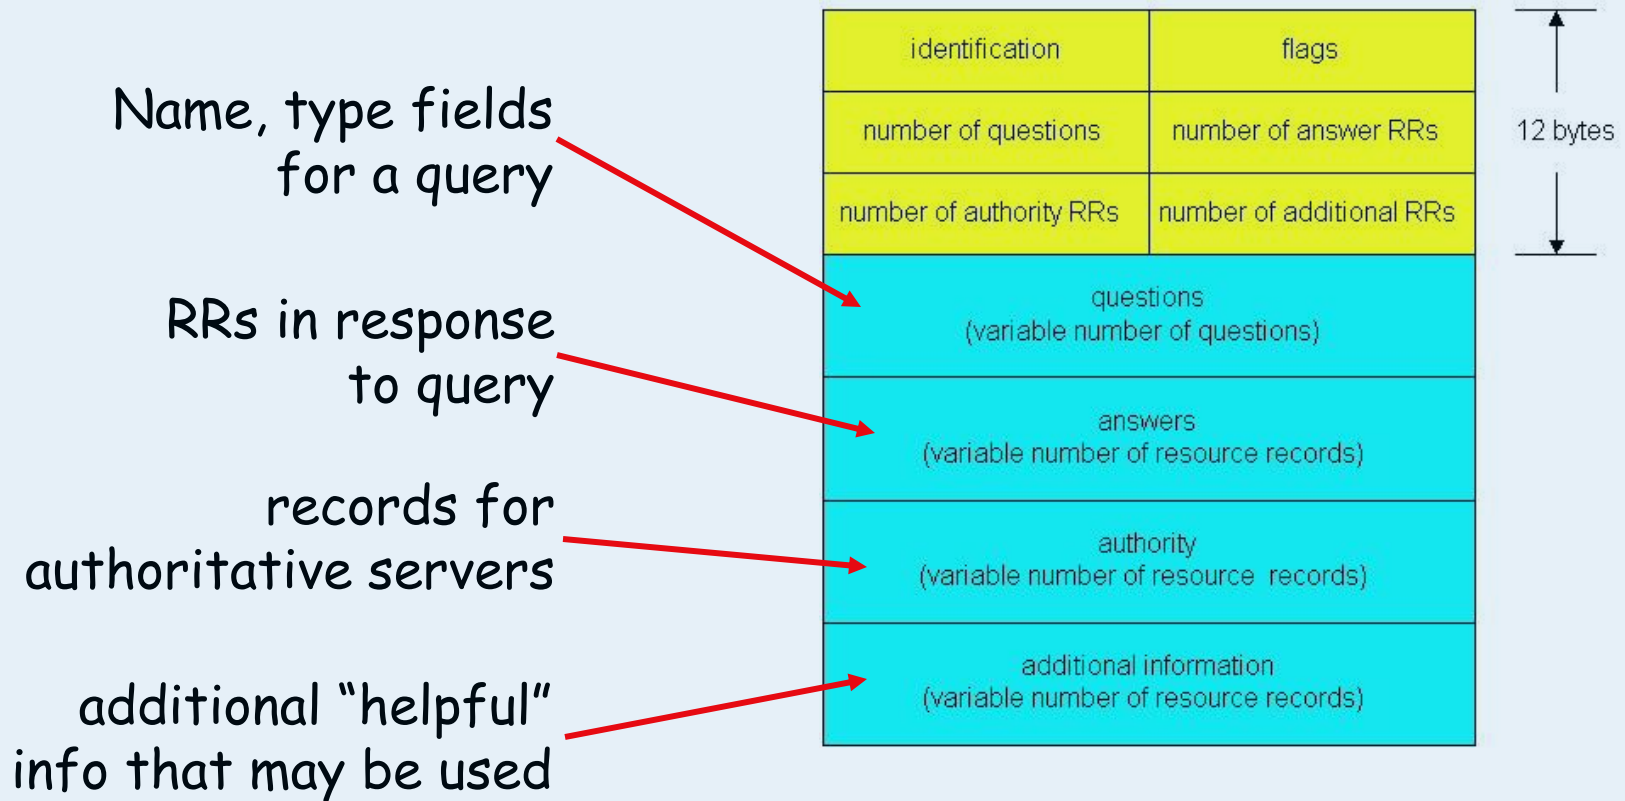 Name, type fields
for a query
RRs in response
to query
records for
authoritative servers
additional “helpful”
info that may be used
identification
flags
number of questions
number of answer RRs
number of authority RRs
number of additional RRs
12 bytes
questions
(variable number of questions)
answers
(variable number of resource records)
authority
(variable number of resource records)
additional information
(variable number of resource records)